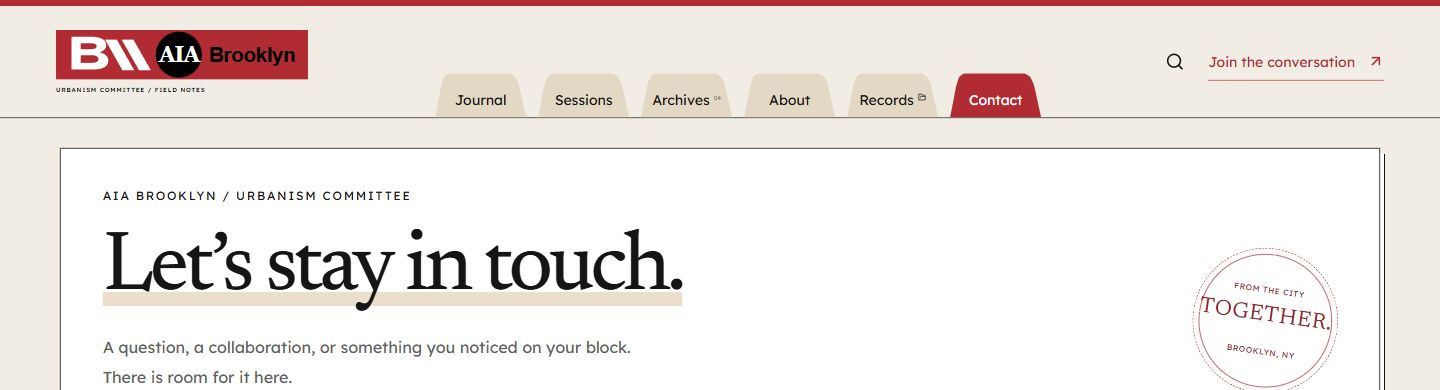 B\\ AIA Brooklyn
URBANISM COMMITTEE / FIELD NOTES
Journal
Sessions
Archives 04
About
Records
Contact
Join the conversation
AIA BROOKLYN / URBANISM COMMITTEE
Let’s stay in touch.
A question, a collaboration, or something you noticed on your block.
There is room for it here.
FROM THE CITY
TOGETHER.
BROOKLYN, NY